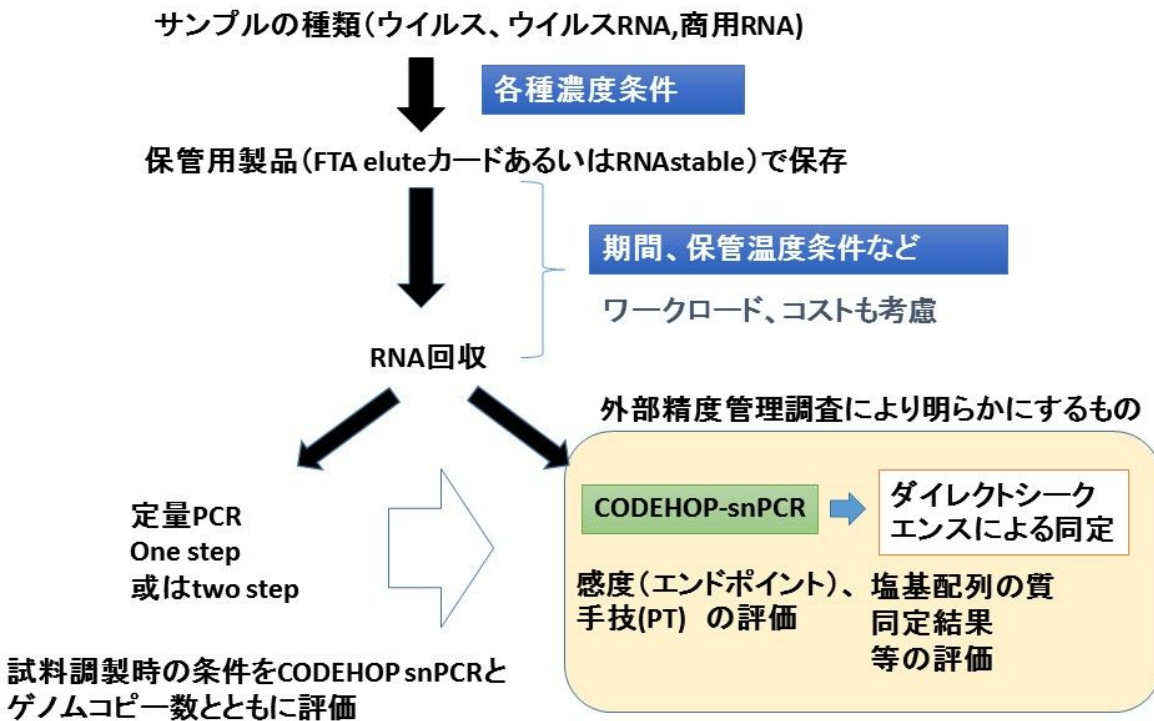 サンプルの種類(ウイルス、ウイルスRNA,商用RNA)
各種濃度条件
保管用製品(FTA eluteカードあるいはRNAstable)で保存
期間、保管温度条件など
ワークロード、コストも考慮
RNA回収
外部精度管理調査により明らかにするもの
CODEHOP-snPCR
ダイレクトシーク
エンスによる同定
定量PCR
One step
或はtwo step
感度(エンドポイント)、
手技(PT) の評価
塩基配列の質
同定結果
等の評価
試料調製時の条件をCODEHOP snPCRと
ゲノムコピー数とともに評価